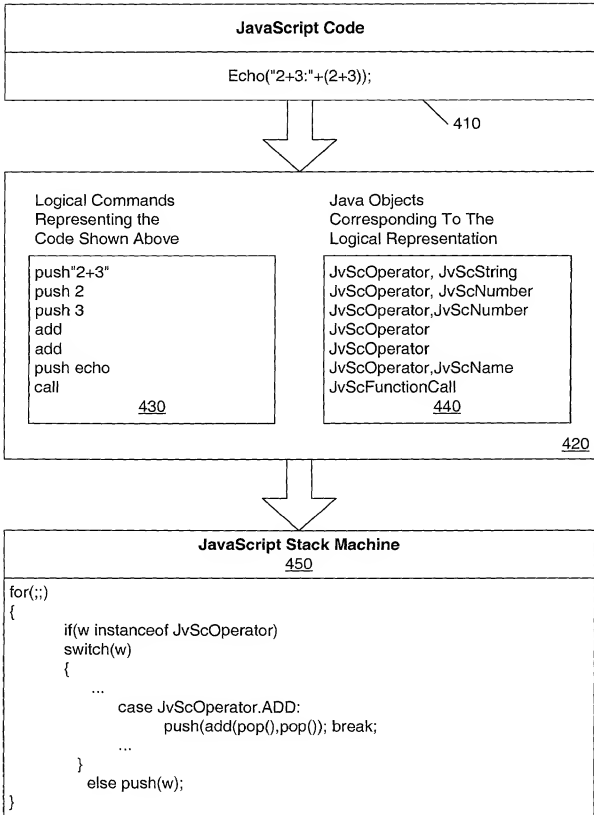 JavaScript Code
Echo("2+3:"+(2+3));
410
Logical Commands
Representing the
Code Shown Above
push"2+3"
push 2
push 3
add
add
push echo
call
430
Java Objects
Corresponding To The
Logical Representation
JvScOperator, JvScString
JvScOperator, JvScNumber
JvScOperator,JvScNumber
JvScOperator
JvScOperator
JvScOperator,JvScName
JvScFunctionCall
440
420
JavaScript Stack Machine
450
for(;;)
{
if(w instanceof JvScOperator)
switch(w)
{
...
case JvScOperator.ADD:
push(add(pop(),pop()); break;
...
}
else push(w);
}